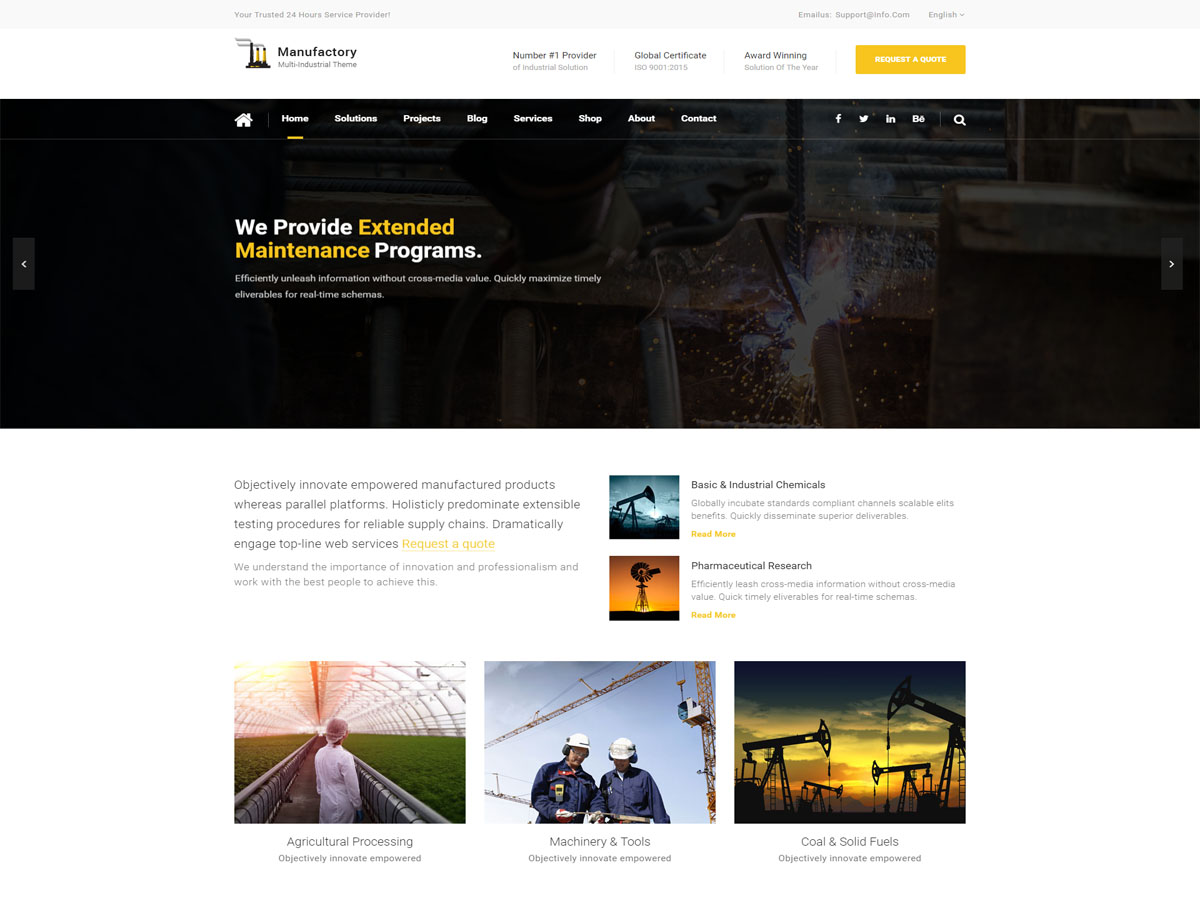 Your Trusted 24 Hours Service Provider!
Emailus: Support@Info.Com
English
Manufactory
Multi-Industrial Theme
Number #1 Provider
of Industrial Solution
Global Certificate
ISO 9001:2015
Award Winning
Solution Of The Year
REQUEST A QUOTE
Home
Solutions
Projects
Blog
Services
Shop
About
Contact
Bē
We Provide Extended
Maintenance Programs.
Efficiently unleash information without cross-media value. Quickly maximize timely
eliverables for real-time schemas.
Objectively innovate empowered manufactured products
whereas parallel platforms. Holisticly predominate extensible
testing procedures for reliable supply chains. Dramatically
engage top-line web services Request a quote
We understand the importance of innovation and professionalism and
work with the best people to achieve this.
Basic & Industrial Chemicals
Globally incubate standards compliant channels scalable elits
benefits. Quickly disseminate superior deliverables.
Read More
Pharmaceutical Research
Efficiently leash cross-media information without cross-media
value. Quick timely eliverables for real-time schemas.
Read More
Agricultural Processing
Objectively innovate empowered
Machinery & Tools
Objectively innovate empowered
Coal & Solid Fuels
Objectively innovate empowered